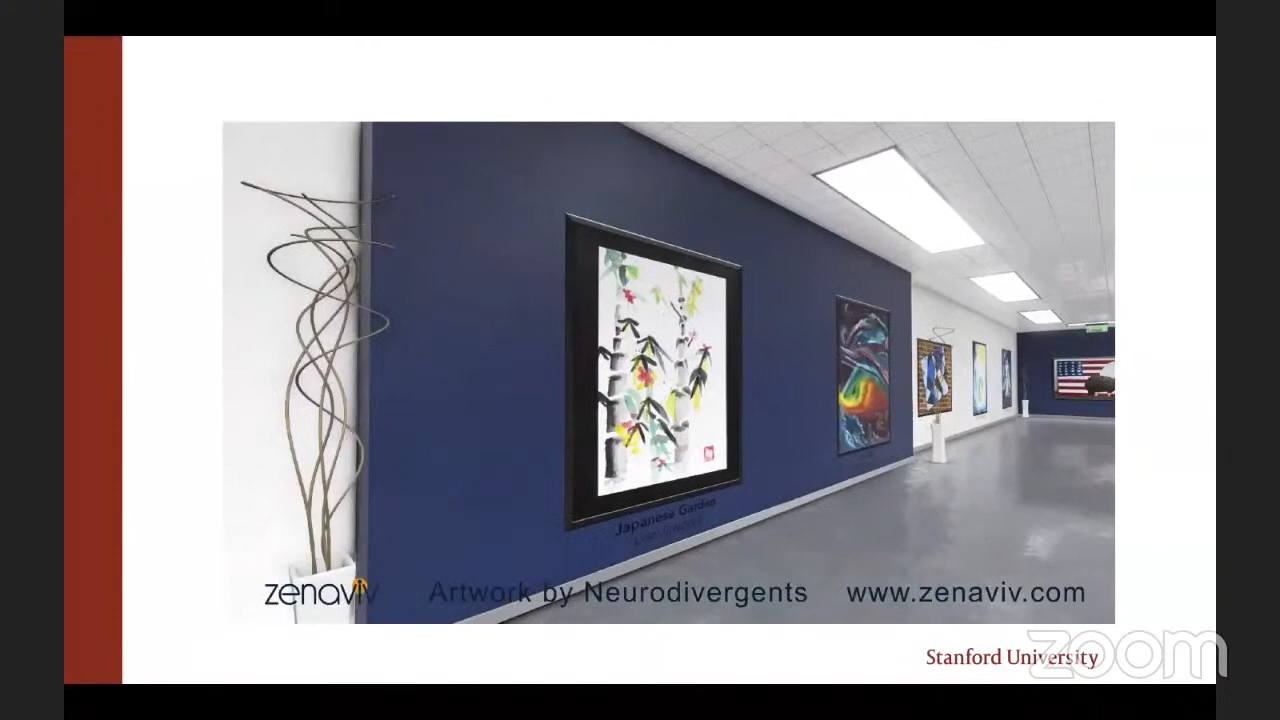 Japanese Garden
zenaviv
Artwork by Neurodivergents
www.zenaviv.com
Stanford University
zoom